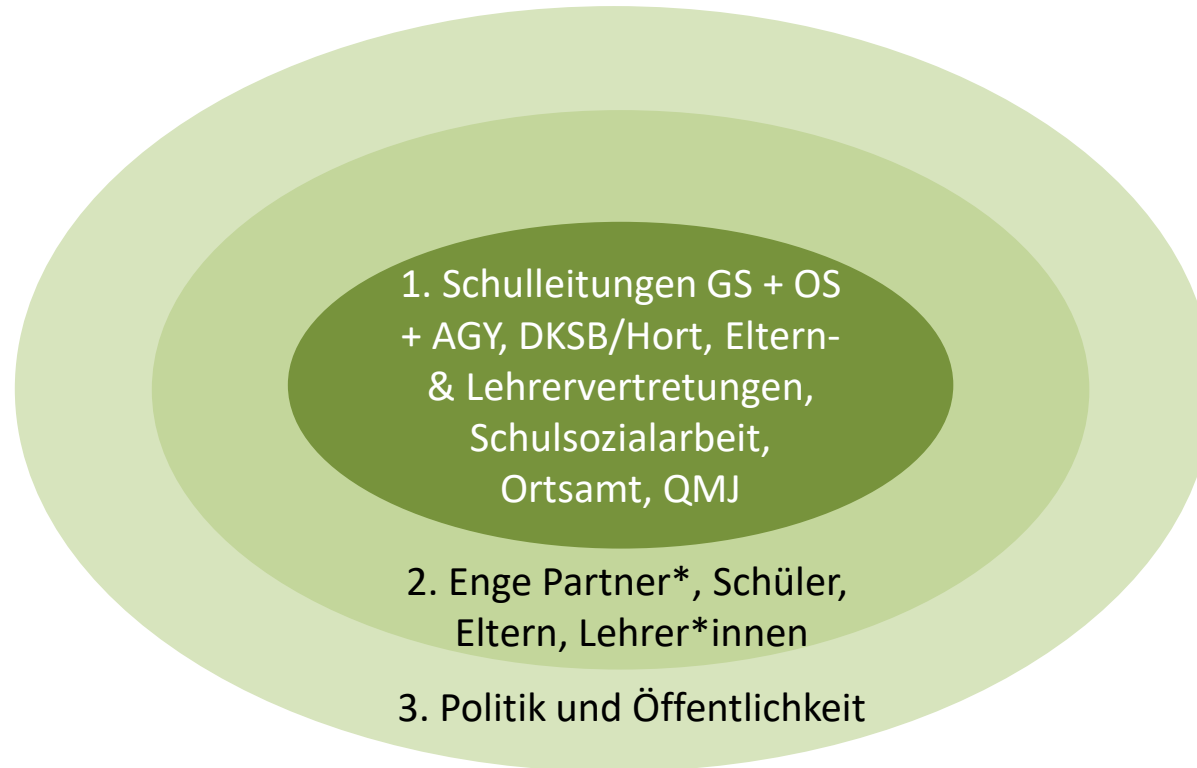 1. Schulleitungen GS + OS
+ AGY, DKSB/Hort, Eltern-
& Lehrervertretungen,
Schulsozialarbeit,
Ortsamt, QMJ
2. Enge Partner*, Schüler,
Eltern, Lehrer*innen
3. Politik und Öffentlichkeit